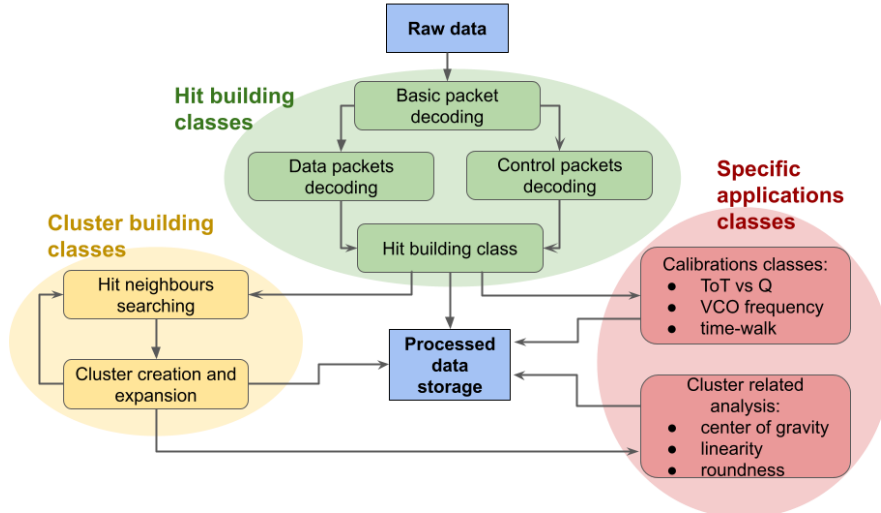 Raw data
Hit building
classes
Basic packet
decoding
Data packets
decoding
Control packets
decoding
Specific
applications
classes
Cluster building
classes
Hit building class
Hit neighbours
searching
Calibrations classes:
● ToT vs Q
● VCO frequency
● time-walk
Processed
data
storage
Cluster creation and
expansion
Cluster related
analysis:
● center of gravity
● linearity
● roundness